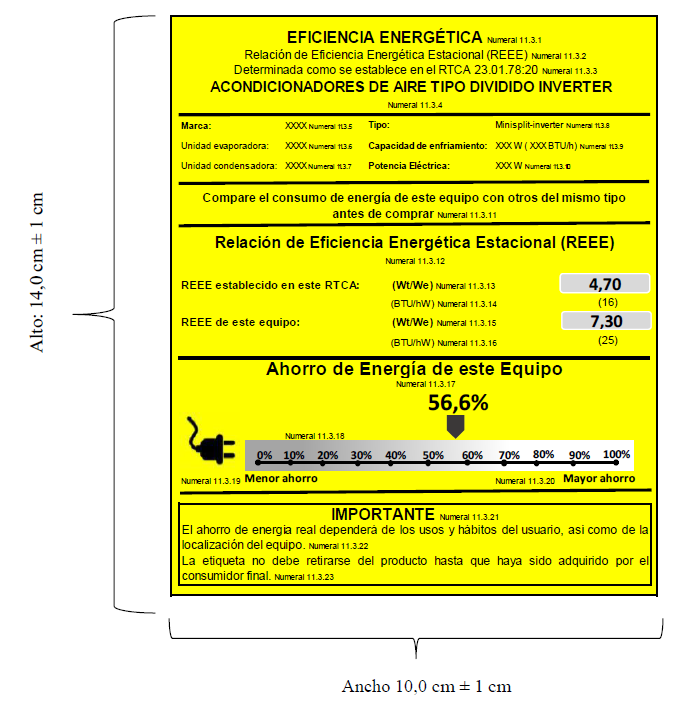 EFICIENCIA ENERGÉTICA Numeral 11.3.1
Relación de Eficiencia Energética Estacional (REEE) Numeral 11.3.2
Determinada como se establece en el RTCA 23.01.78:20 Numeral 11.3.3
ACONDICIONADORES DE AIRE TIPO DIVIDIDO INVERTER
Numeral 11.3.4
Marca: XXXX Numeral 11.3.5 Tipo: Minisplit-inverter Numeral 11.3.8
Unidad evaporadora: XXXX Numeral 11.3.6 Capacidad de enfriamiento: XXX W ( XXX BTU/h) Numeral 11.3.9
Unidad condensadora: XXXX Numeral 11.3.7 Potencia Eléctrica: XXX W Numeral 11.3.10
Compare el consumo de energía de este equipo con otros del mismo tipo
antes de comprar Numeral 11.3.11
Relación de Eficiencia Energética Estacional (REEE)
Numeral 11.3.12
REEE establecido en este RTCA: (Wt/We) Numeral 11.3.13 4,70
(BTU/hW) Numeral 11.3.14 (16)
REEE de este equipo: (Wt/We) Numeral 11.3.15 7,30
(BTU/hW) Numeral 11.3.16 (25)
Ahorro de Energía de este Equipo
Numeral 11.3.17
56,6%
Numeral 11.3.18
0% 10% 20% 30% 40% 50% 60% 70% 80% 90% 100%
Numeral 11.3.19 Menor ahorro Numeral 11.3.20 Mayor ahorro
IMPORTANTE Numeral 11.3.21
El ahorro de energía real dependerá de los usos y hábitos del usuario, asi como de la
localización del equipo. Numeral 11.3.22
La etiqueta no debe retirarse del producto hasta que haya sido adquirido por el
consumidor final. Numeral 11.3.23
Alto: 14,0 cm ± 1 cm
Ancho 10,0 cm ± 1 cm